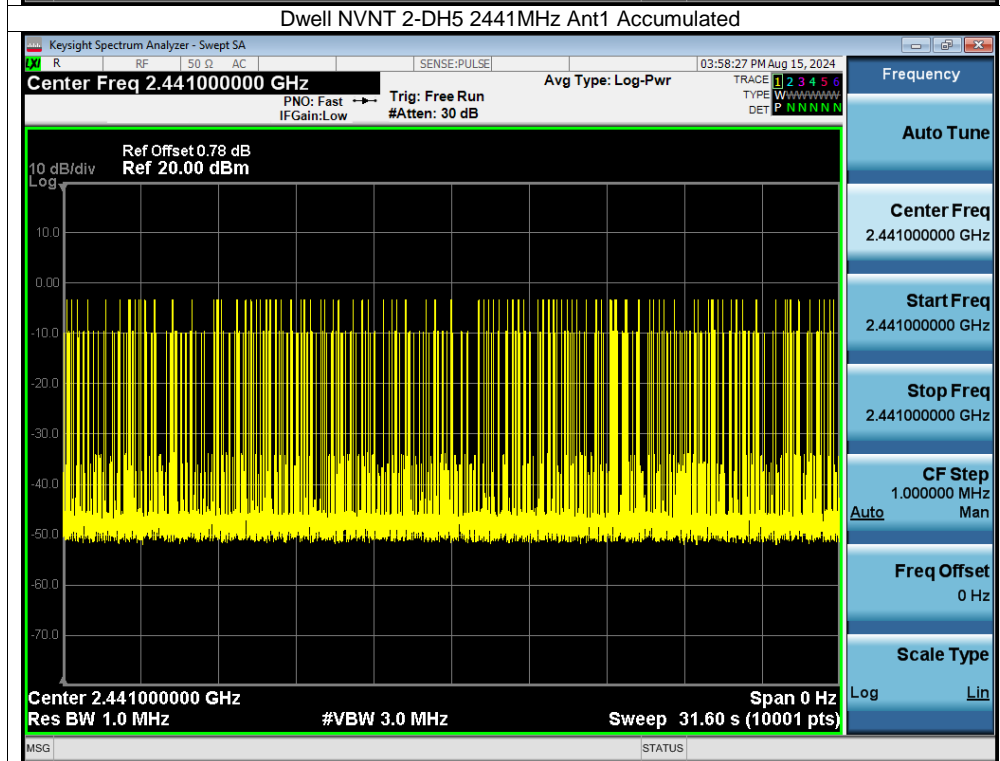 Dwell NVNT 2-DH5 2441MHz Ant1 Accumulated
Keysight Spectrum Analyzer - Swept SA
LXI R RF 50 Ω AC SENSE:PULSE 03:58:27 PM Aug 15, 2024
Center Freq 2.441000000 GHz
PNO: Fast
IFGain:Low
Trig: Free Run
#Atten: 30 dB
Avg Type: Log-Pwr
TRACE 1 2 3 4 5 6
TYPE WWWWWW
DET P N N N N N
Ref Offset 0.78 dB
10 dB/div Ref 20.00 dBm
Log
10.0
0.00
-10.0
-20.0
-30.0
-40.0
-50.0
-60.0
-70.0
Center 2.441000000 GHz Span 0 Hz
Res BW 1.0 MHz #VBW 3.0 MHz Sweep 31.60 s (10001 pts)
MSG STATUS
Frequency
Auto Tune
Center Freq
2.441000000 GHz
Start Freq
2.441000000 GHz
Stop Freq
2.441000000 GHz
CF Step
1.000000 MHz
Auto Man
Freq Offset
0 Hz
Scale Type
Log Lin